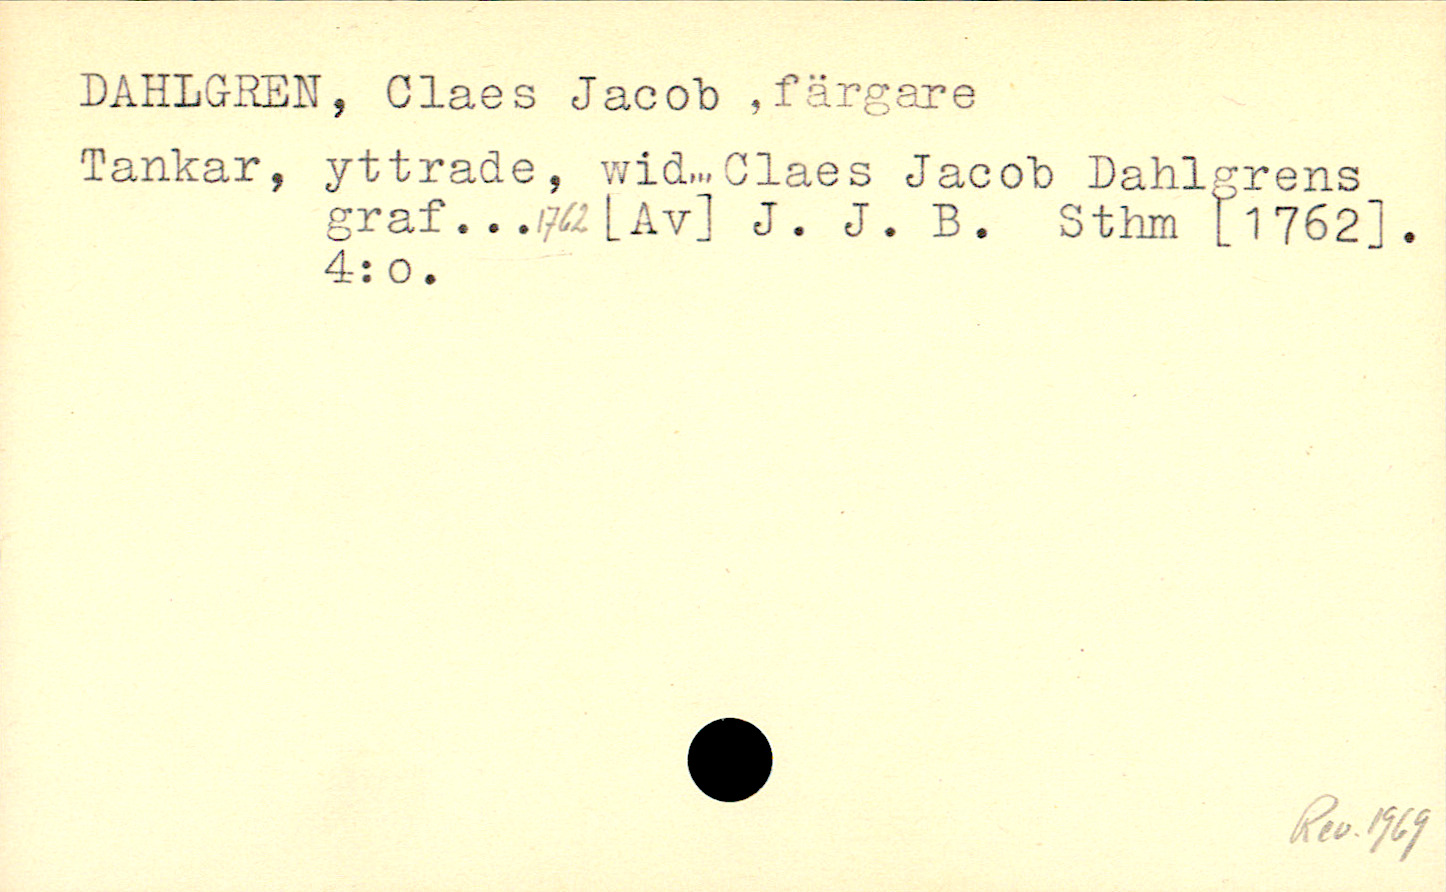 DAHLGREN, Claes Jacob ,färgare
Tankar, yttrade, wid... Claes Jacob Dahlgrens
graf...1762 [Av] J. J. B. Sthm [1762].
4:o.
Rev. 1969